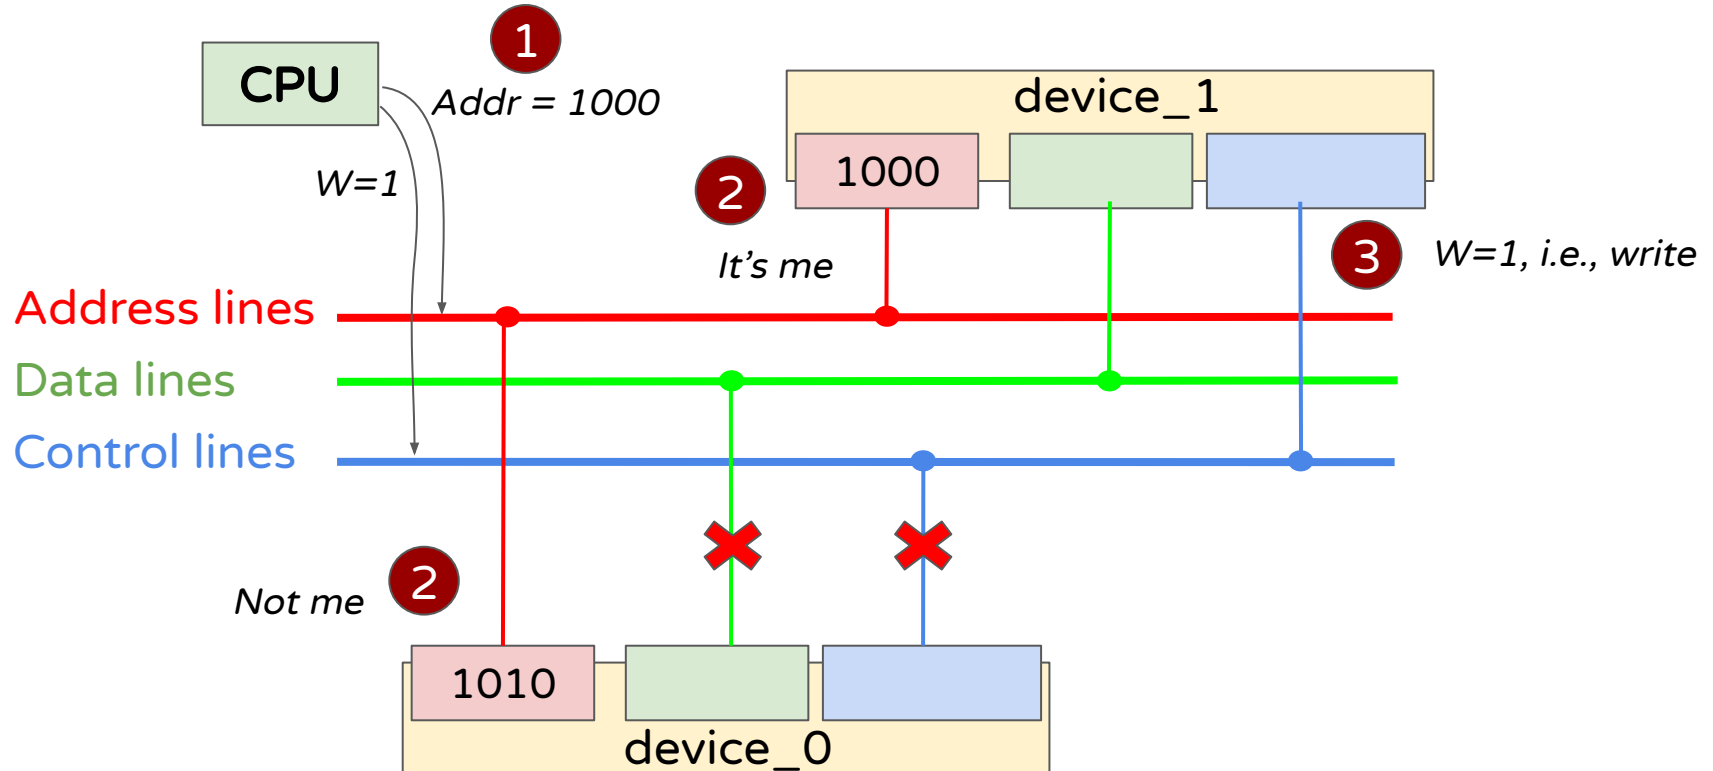 1
CPU
Addr = 1000
device_1
W=1
2
1000
It's me
3
W=1, i.e., write
Address lines
Data lines
Control lines
Not me
2
1010
device_0